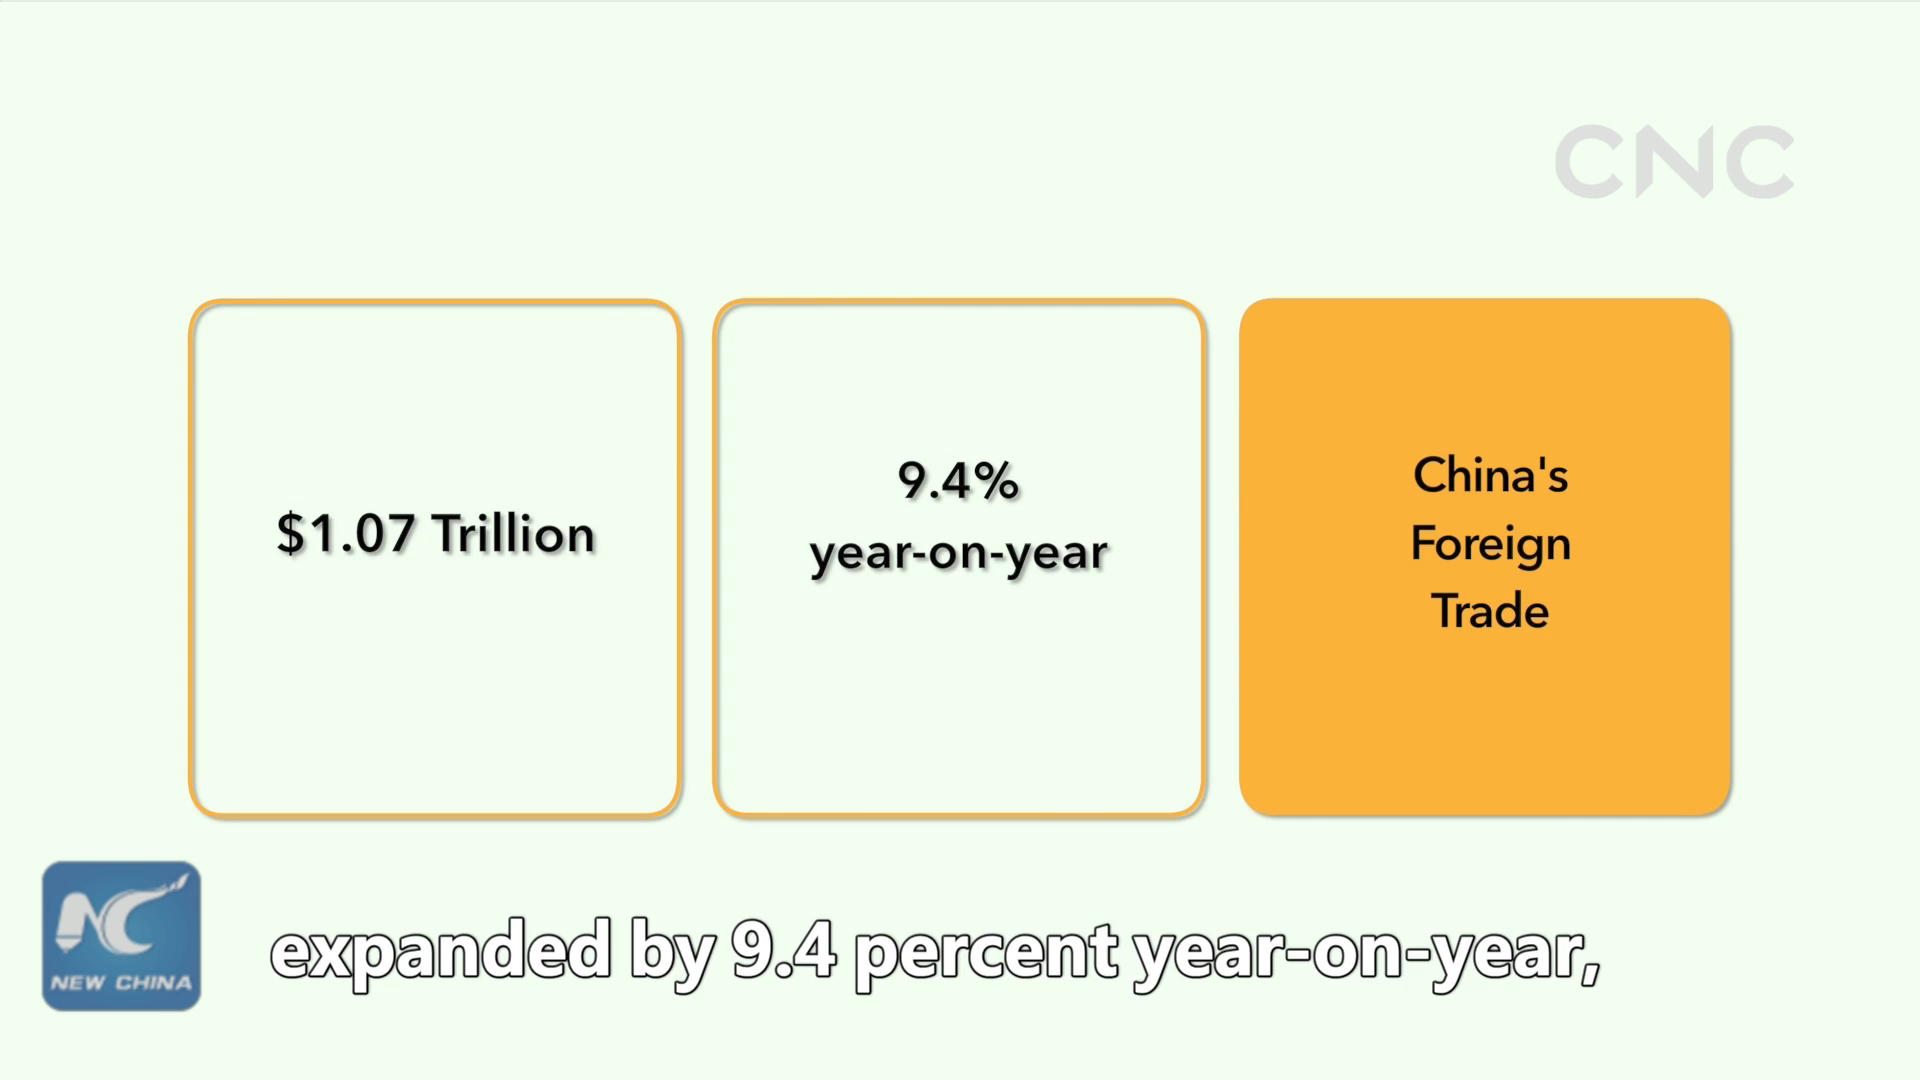 CNC
$1.07 Trillion
9.4%
year-on-year
China's
Foreign
Trade
NC
NEW CHINA
expanded by 9.4 percent year-on-year,